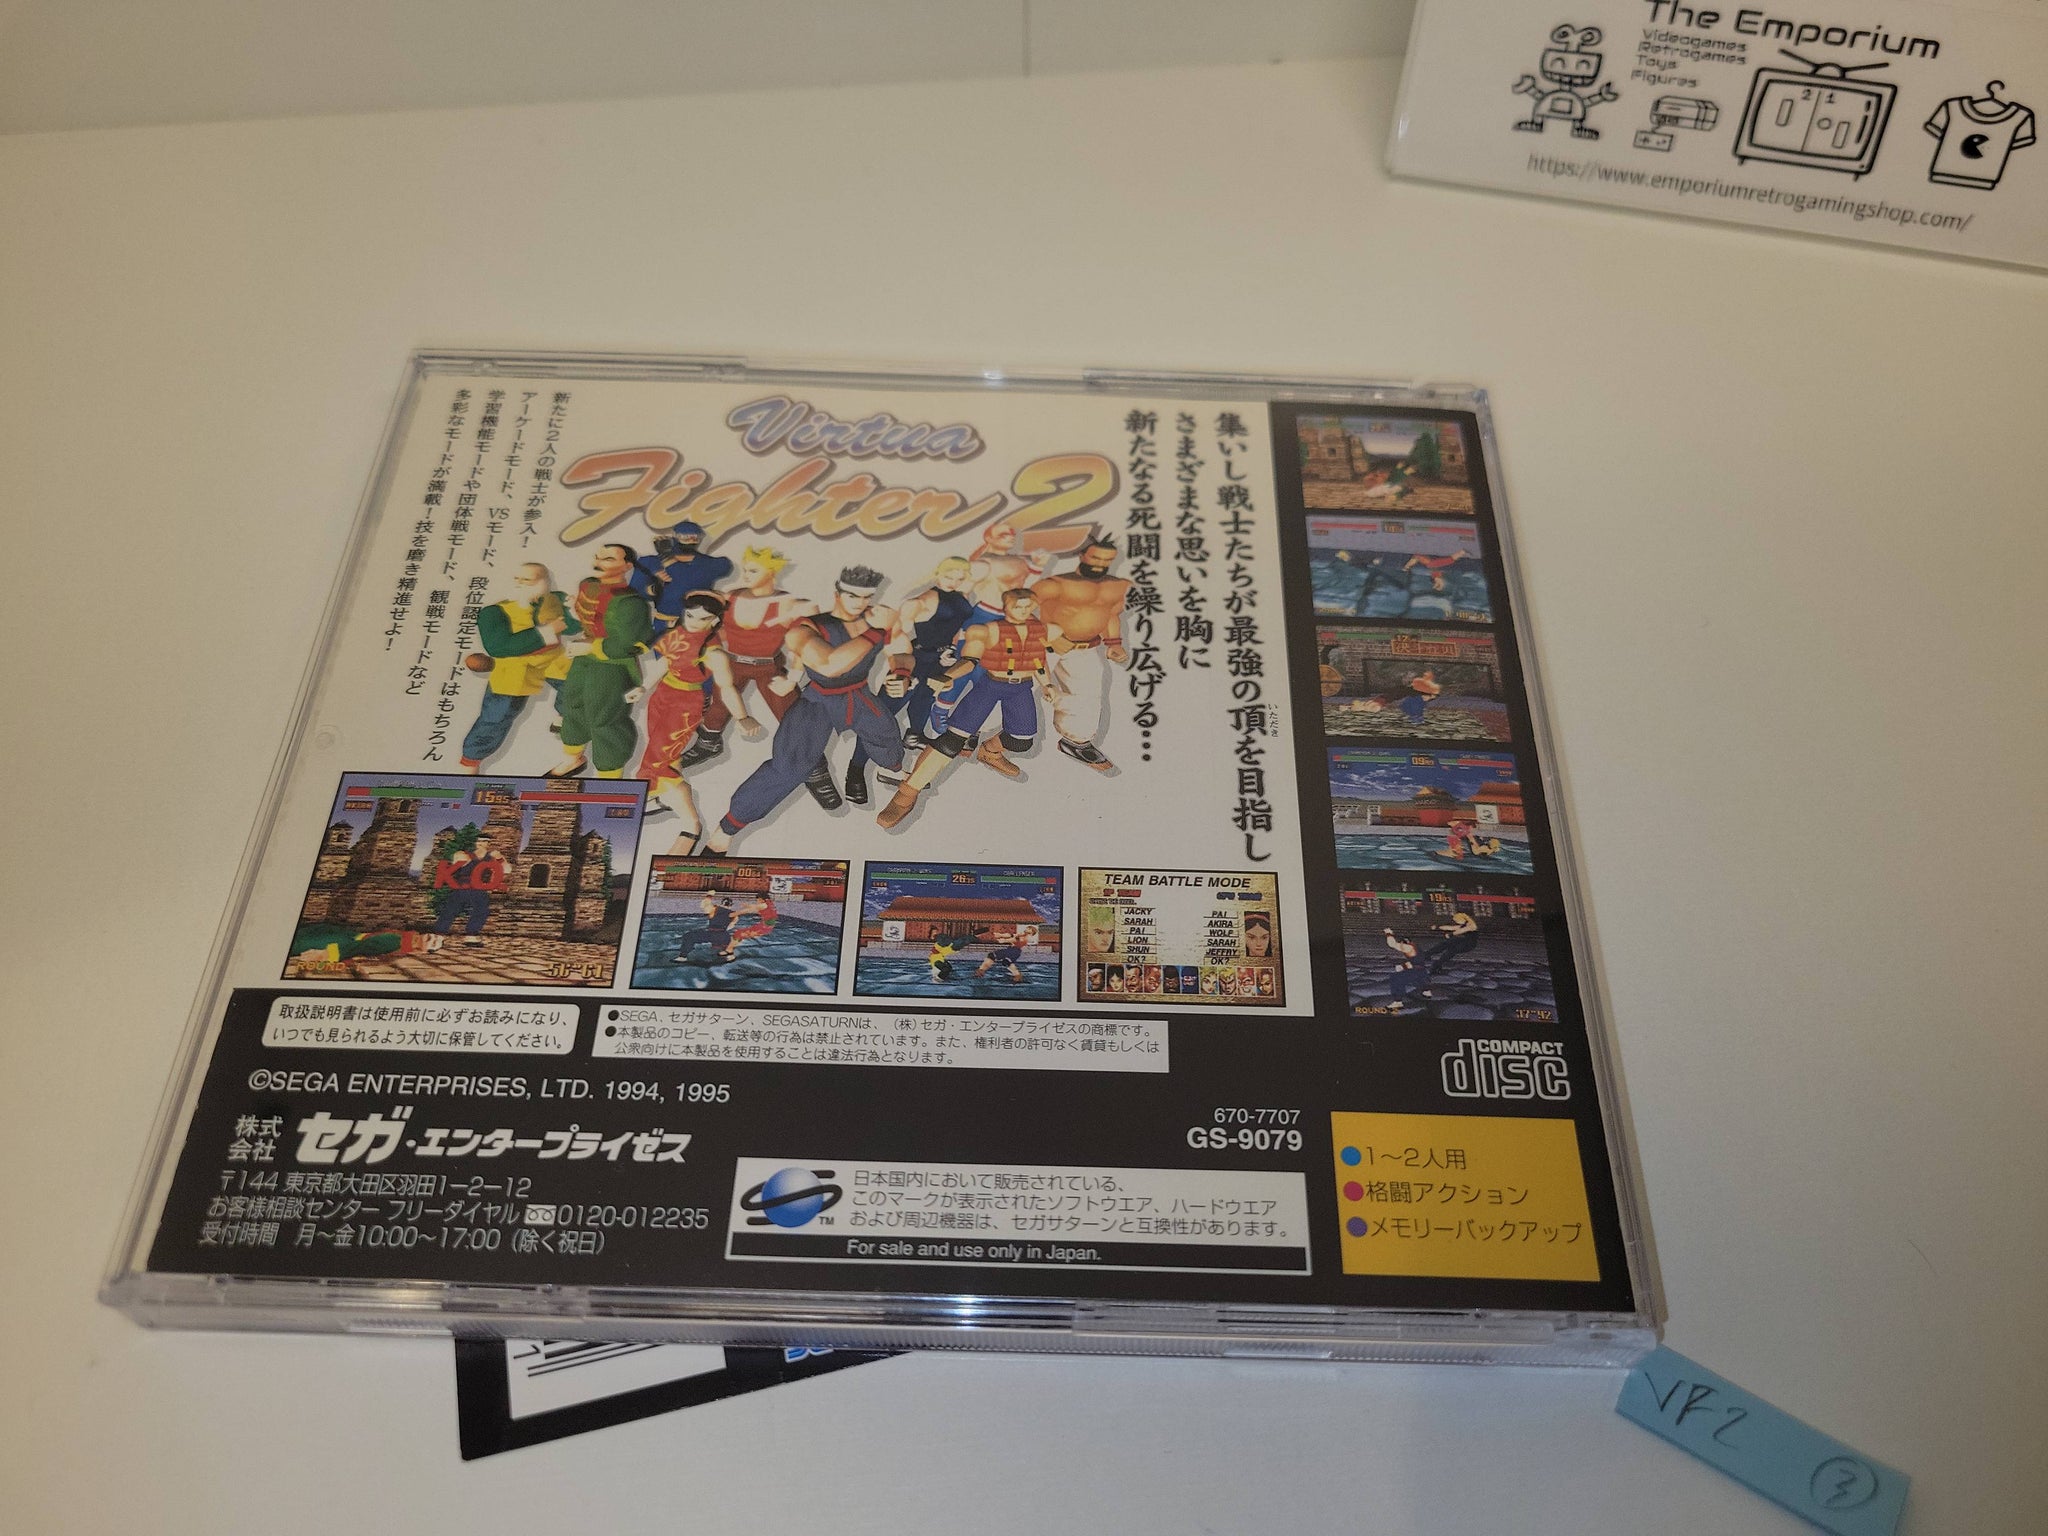 The Emporium
Videogames
Retrogames
Toys
Figures
2 1
https://www.emporiumretrogamingshop.com/
集いし戦士たちが最強の頂を目指し
いただき
さまざまな思いを胸に
新たなる死闘を繰り広げる…
Virtua
Fighter 2
新たに2人の戦士が参入!
アーケードモード、VSモード、段位認定モードはもちろん
学習機能モードや団体戦モード、観戦モードなど
多彩なモードが満載!技を磨き精進せよ!
K.O.
ROUND
TEAM BATTLE MODE
JACKY
SARAH
PAI
LION
SHUN
OK?
PAI
AKIRA
WOLF
SARAH
JEFFRY
OK?
ROUND 2
取扱説明書は使用前に必ずお読みになり、
いつでも見られるよう大切に保管してください。
●SEGA、セガサターン、SEGASATURNは、(株)セガ・エンタープライゼスの商標です。
●本製品のコピー、転送等の行為は禁止されています。また、権利者の許可なく賃貸もしくは
公衆向けに本製品を使用することは違法行為となります。
©SEGA ENTERPRISES, LTD. 1994, 1995
株式会社 セガ・エンタープライゼス
〒144 東京都大田区羽田1-2-12
お客様相談センター フリーダイヤル 0120-012235
受付時間 月〜金10:00〜17:00(除く祝日)
670-7707
GS-9079
COMPACT
disc
TM
日本国内において販売されている、
このマークが表示されたソフトウエア、ハードウエア
および周辺機器は、セガサターンと互換性があります。
For sale and use only in Japan.
●1〜2人用
●格闘アクション
●メモリーバックアップ
VF2
③